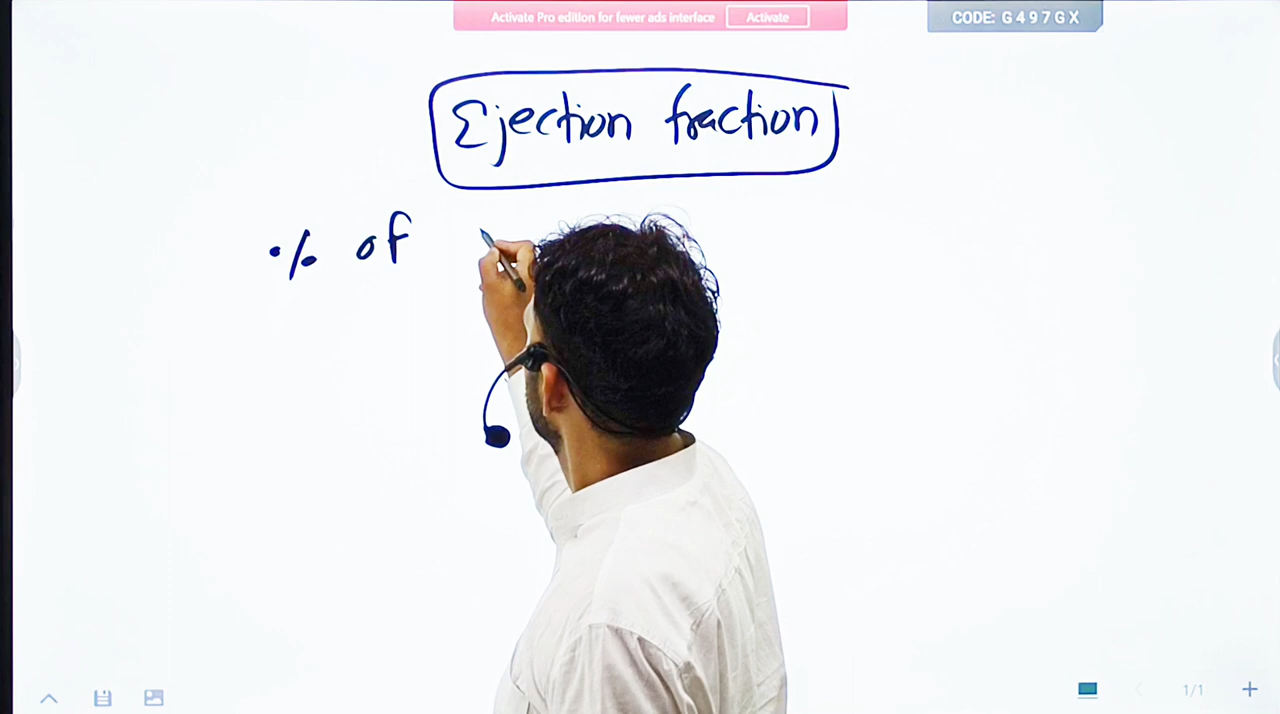 Activate Pro edition for fewer ads interface Activate
CODE: G497GX
Ejection fraction
% of
1/1